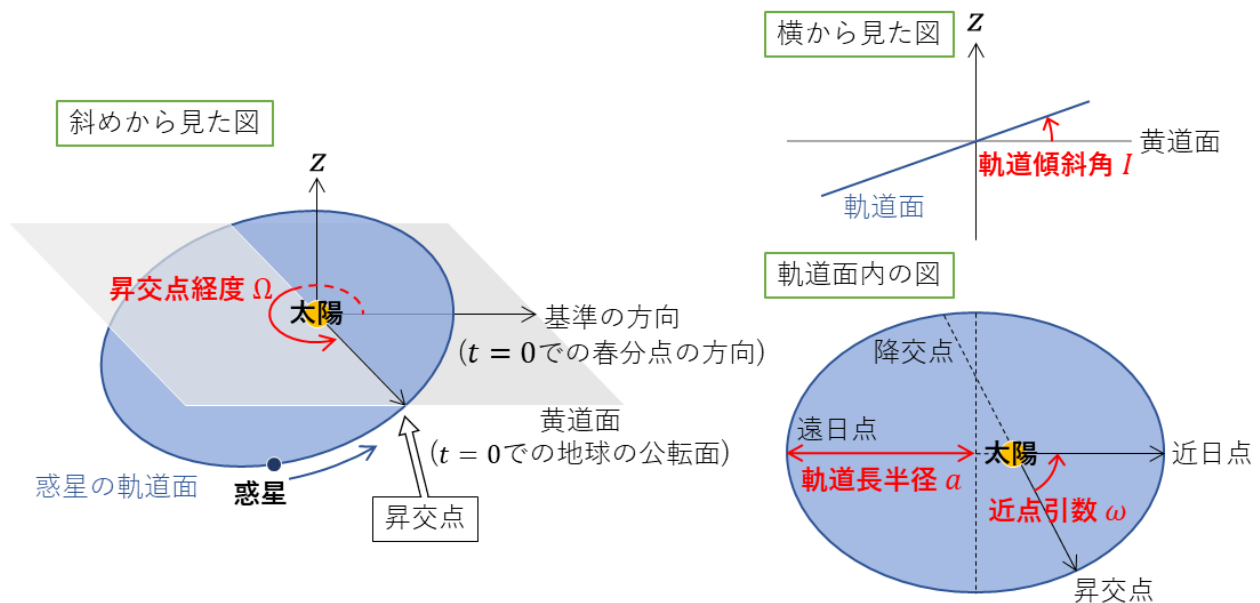 斜めから見た図
z
昇交点経度 Ω
太陽
基準の方向
(t = 0での春分点の方向)
黄道面
(t = 0での地球の公転面)
惑星の軌道面
惑星
昇交点
横から見た図
z
黄道面
軌道傾斜角 I
軌道面
軌道面内の図
降交点
遠日点
太陽
近日点
軌道長半径 a
近点引数 ω
昇交点